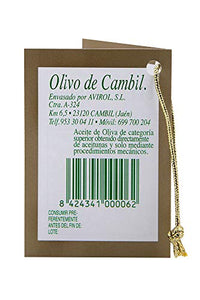 Olivo de Cambil.
Envasado por AVIROL, S.L.
Ctra. A-324
Km 6,5 • 23120 CAMBIL (Jaén)
Telf. 953 30 04 11 • Móvil: 699 700 204
Aceite de Oliva de categoría
superior obtenido directamente
de aceitunas y solo mediante
procedimientos mecánicos.
8 424341 000062
CONSUMIR PRE-
FERENTEMENTE
ANTES DEL FIN DE:
LOTE: